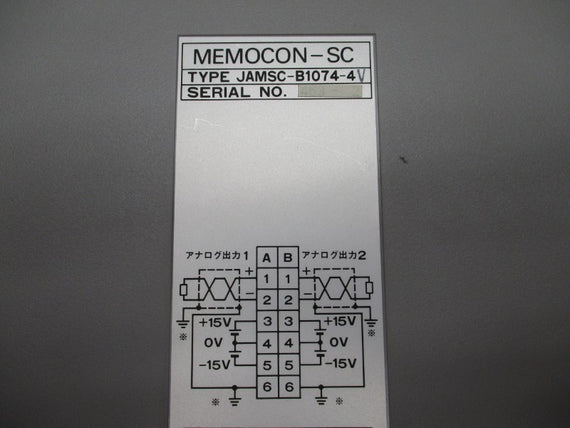 MEMOCON-SC
TYPE JAMSC-B1074-4V
SERIAL NO.
アナログ出力1 A B アナログ出力2
+ 1 1 +
- 2 2 -
+15V 3 3 +15V
0V 4 4 0V
-15V 5 5 -15V
※ ※
※ 6 6 ※